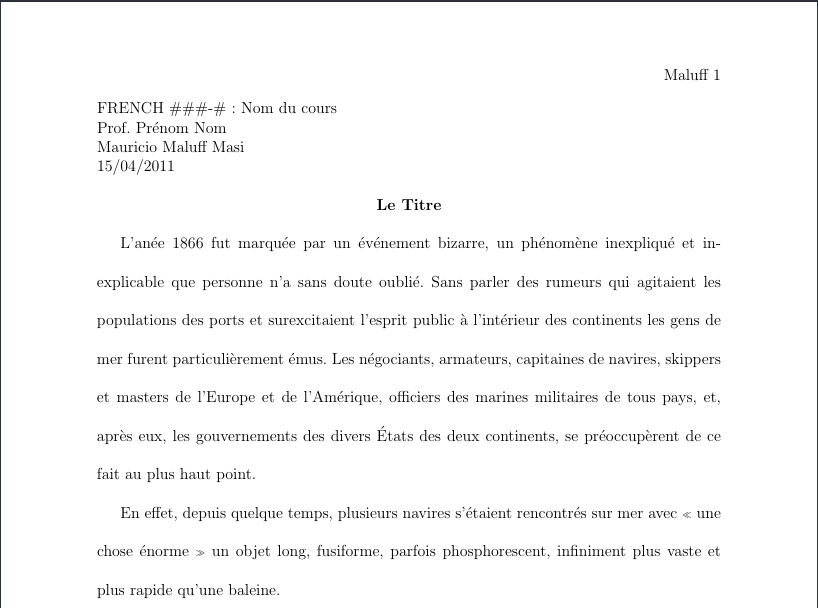 Maluff 1
FRENCH ###-# : Nom du cours
Prof. Prénom Nom
Mauricio Maluff Masi
15/04/2011
Le Titre
L'anée 1866 fut marquée par un événement bizarre, un phénomène inexpliqué et in-
explicable que personne n'a sans doute oublié. Sans parler des rumeurs qui agitaient les
populations des ports et surexcitaient l'esprit public à l'intérieur des continents les gens de
mer furent particulièrement émus. Les négociants, armateurs, capitaines de navires, skippers
et masters de l'Europe et de l'Amérique, officiers des marines militaires de tous pays, et,
après eux, les gouvernements des divers États des deux continents, se préoccupèrent de ce
fait au plus haut point.
En effet, depuis quelque temps, plusieurs navires s'étaient rencontrés sur mer avec « une
chose énorme » un objet long, fusiforme, parfois phosphorescent, infiniment plus vaste et
plus rapide qu'une baleine.